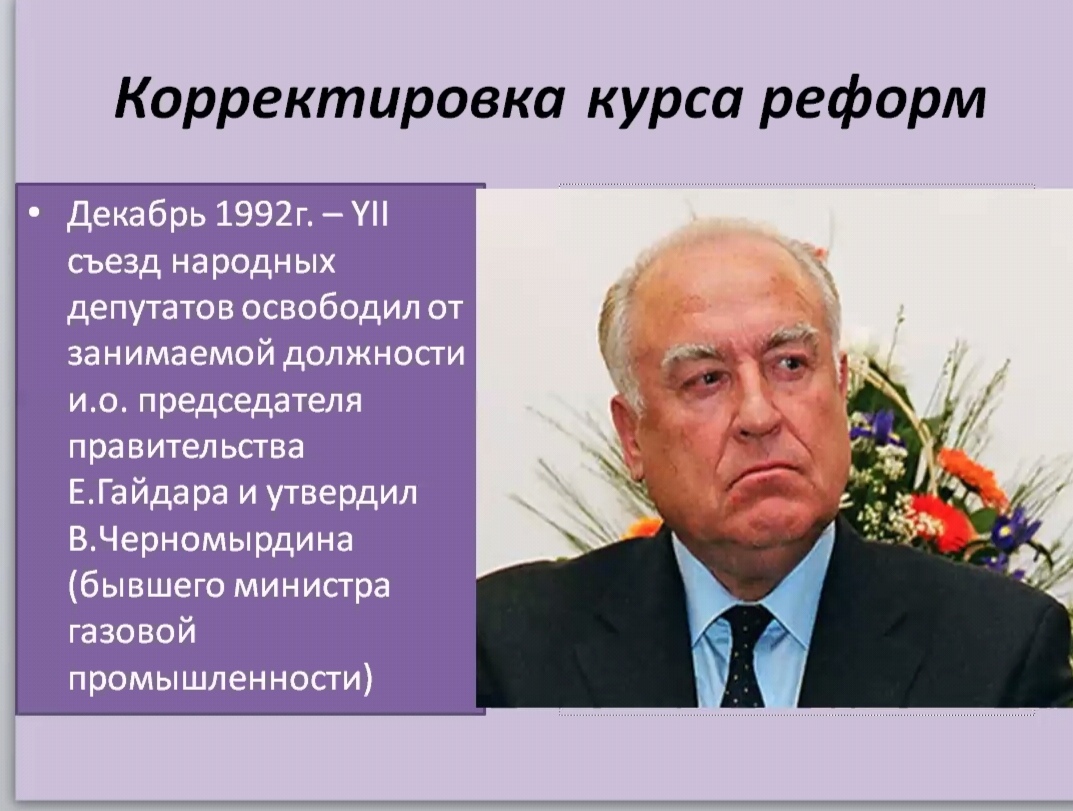 Корректировка курса реформ
• Декабрь 1992г. – YII
съезд народных
депутатов освободил от
занимаемой должности
и.о. председателя
правительства
Е.Гайдара и утвердил
В.Черномырдина
(бывшего министра
газовой
промышленности)